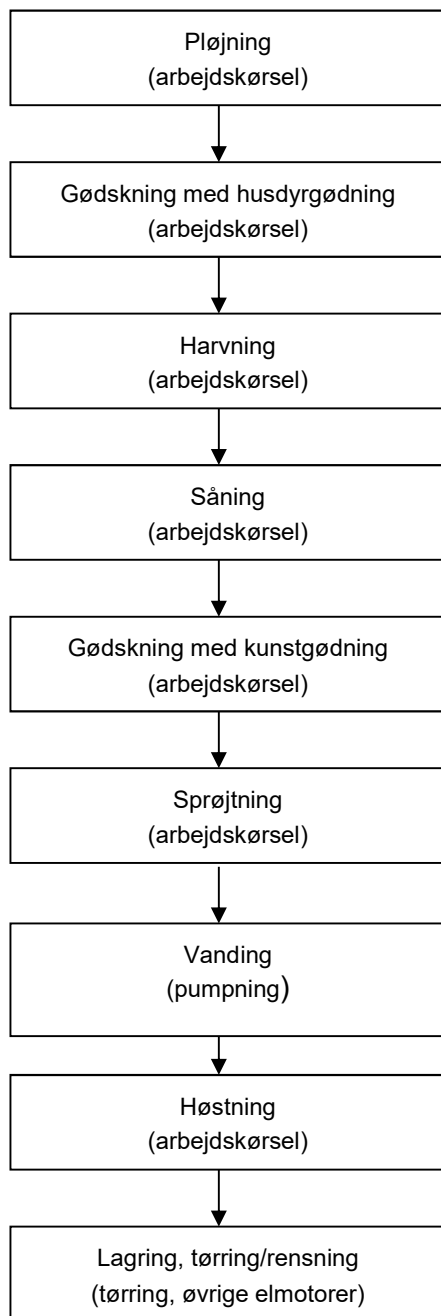 Pløjning
(arbejdskørsel)
Gødskning med husdyrgødning
(arbejdskørsel)
Harvning
(arbejdskørsel)
Såning
(arbejdskørsel)
Gødskning med kunstgødning
(arbejdskørsel)
Sprøjtning
(arbejdskørsel)
Vanding
(pumpning)
Høstning
(arbejdskørsel)
Lagring, tørring/rensning
(tørring, øvrige elmotorer)